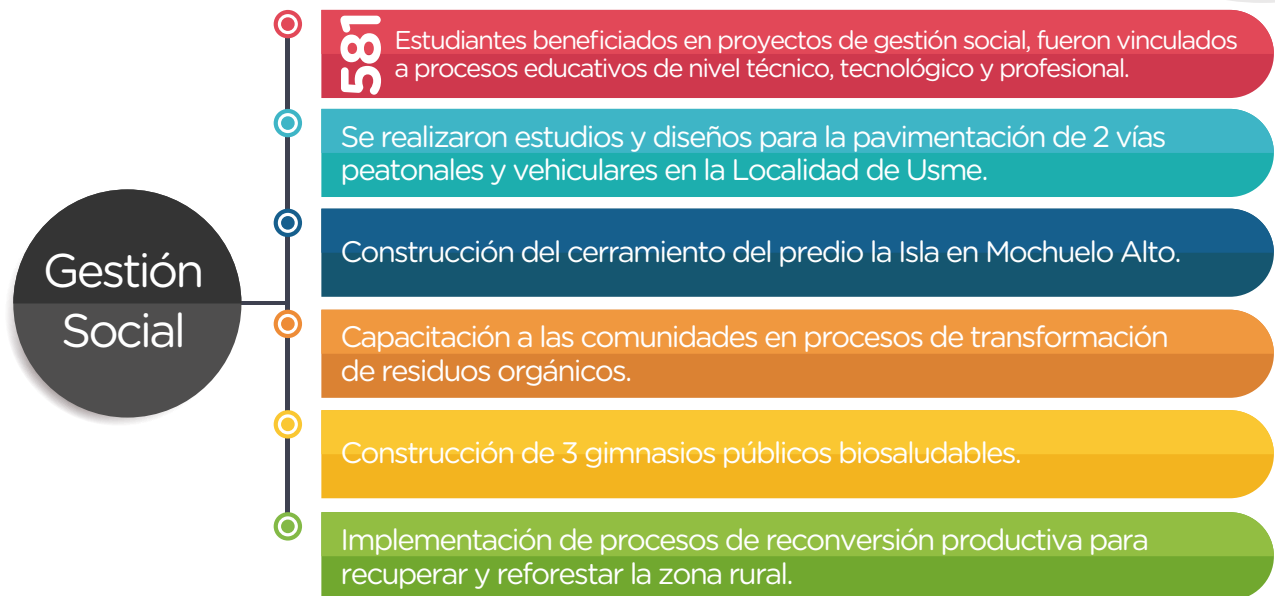 Gestión
Social
581
Estudiantes beneficiados en proyectos de gestión social, fueron vinculados
a procesos educativos de nivel técnico, tecnológico y profesional.
Se realizaron estudios y diseños para la pavimentación de 2 vías
peatonales y vehiculares en la Localidad de Usme.
Construcción del cerramiento del predio la Isla en Mochuelo Alto.
Capacitación a las comunidades en procesos de transformación
de residuos orgánicos.
Construcción de 3 gimnasios públicos biosaludables.
Implementación de procesos de reconversión productiva para
recuperar y reforestar la zona rural.